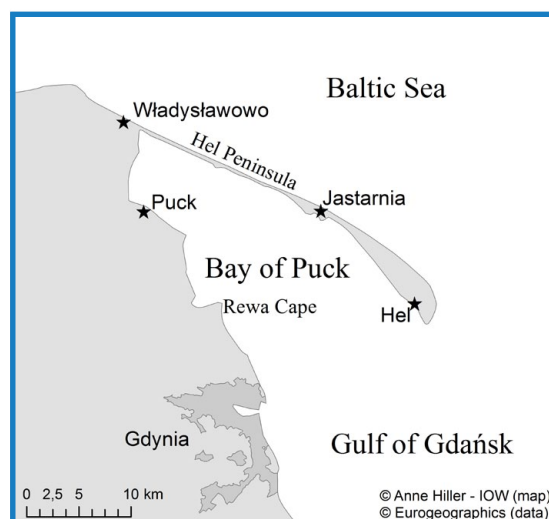 Baltic Sea
Władysławowo
Hel Peninsula
Jastarnia
Puck
Bay of Puck
Rewa Cape
Hel
Gdynia
Gulf of Gdańsk
0 2,5 5 10 km
© Anne Hiller - IOW (map)
© Eurogeographics (data)